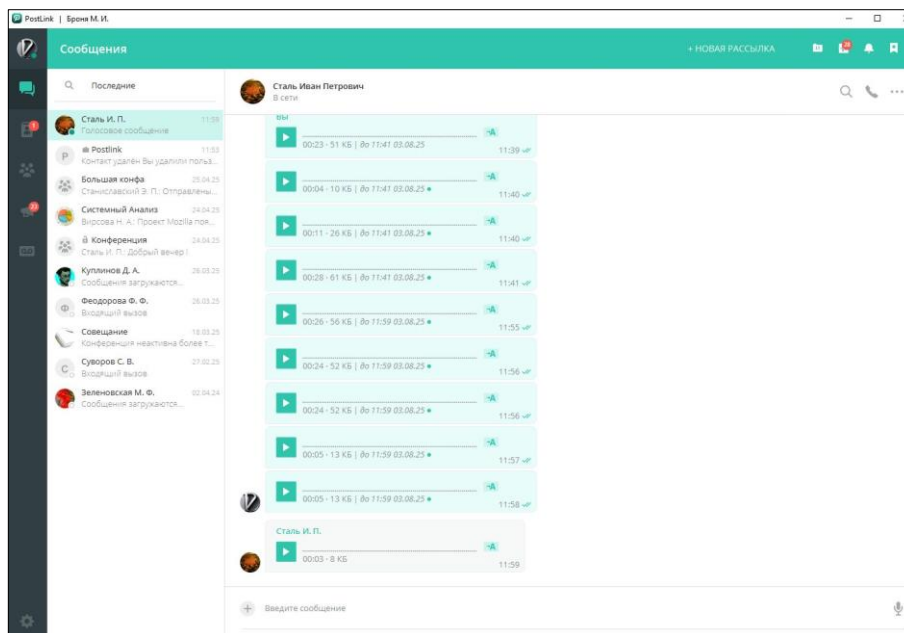 PostLink | Броня М. И.
Сообщения
+ НОВАЯ РАССЫЛКА
Последние
Сталь И. П. 11:59
Голосовое сообщение
Postlink 11:53
Контакт удалён Вы удалили польз...
Большая конфа 25.04.25
Станиславский Э. П.: Отправлены...
Системный Анализ 24.04.25
Вирсова Н. А.: Проект Mozilla поя...
Конференция 24.04.25
Сталь И. П.: Добрый вечер !
Куплинов Д. А. 26.03.25
Сообщения загружаются...
Ф
Феодорова Ф. Ф. 26.03.25
Входящий вызов
Совещание 18.03.25
Конференция неактивна более т...
С
Суворов С. В. 27.02.25
Входящий вызов
Зеленовская М. Ф. 02.04.24
Сообщения загружаются...
Сталь Иван Петрович
В сети
Вы
00:23 - 51 КБ | до 11:41 03.08.25
11:39
00:04 - 10 КБ | до 11:41 03.08.25
11:40
00:11 - 26 КБ | до 11:41 03.08.25
11:40
00:28 - 61 КБ | до 11:41 03.08.25
11:41
00:26 - 56 КБ | до 11:59 03.08.25
11:55
00:24 - 52 КБ | до 11:59 03.08.25
11:56
00:24 - 52 КБ | до 11:59 03.08.25
11:56
00:05 - 13 КБ | до 11:59 03.08.25
11:57
00:05 - 13 КБ | до 11:59 03.08.25
11:58
Сталь И. П.
00:03 - 8 КБ
11:59
Введите сообщение